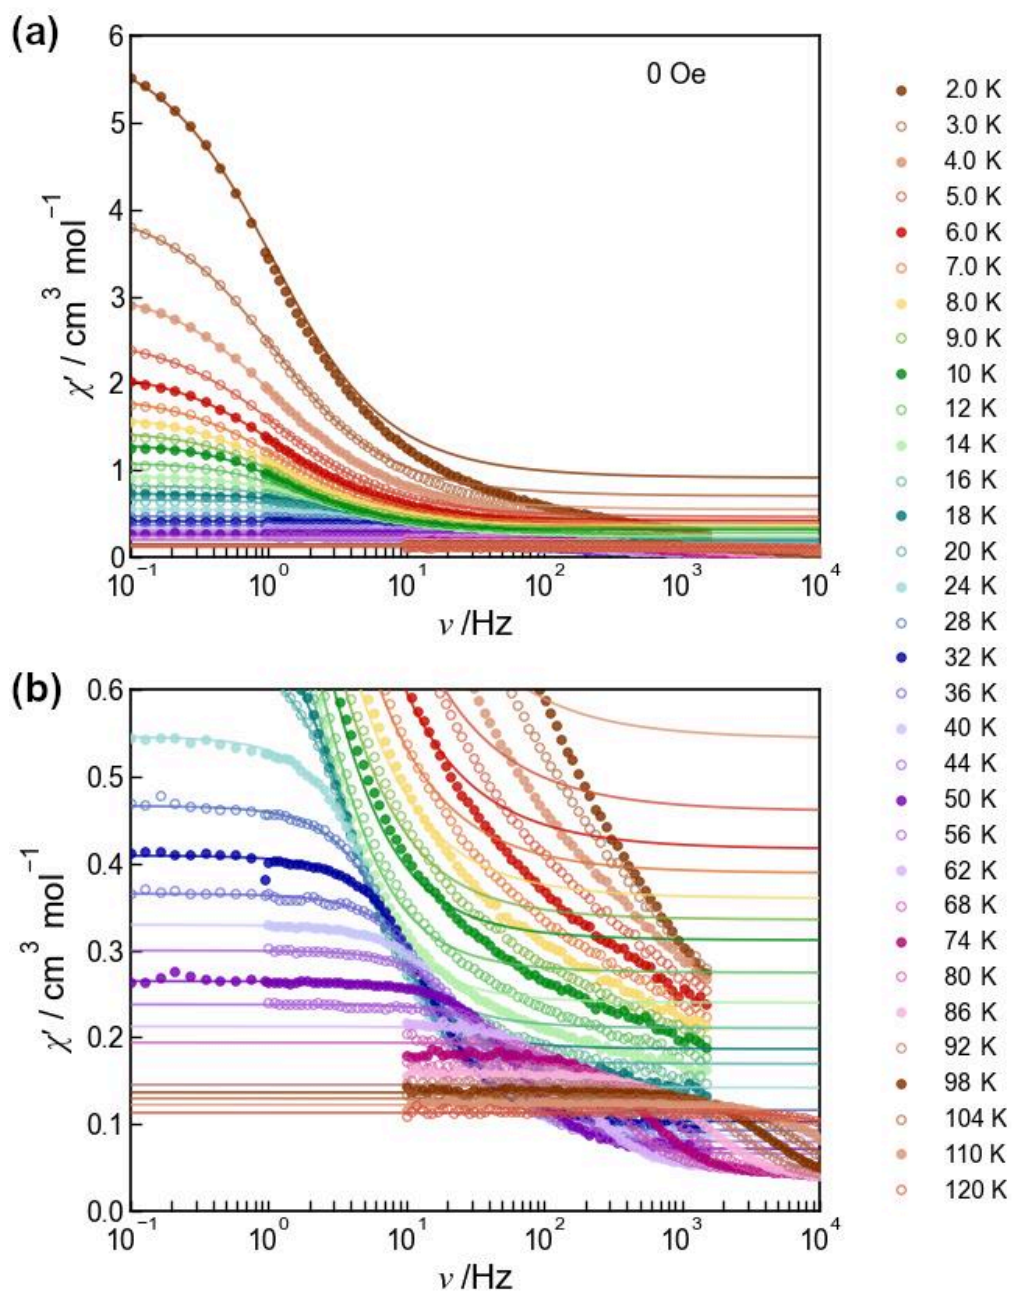 (a)
6
5
4
3
2
1
0
χ' / cm³ mol⁻¹
0 Oe
10⁻¹ 10⁰ 10¹ 10² 10³ 10⁴
ν /Hz
(b)
0.6
0.5
0.4
0.3
0.2
0.1
0.0
χ' / cm³ mol⁻¹
10⁻¹ 10⁰ 10¹ 10² 10³ 10⁴
ν /Hz
2.0 K
3.0 K
4.0 K
5.0 K
6.0 K
7.0 K
8.0 K
9.0 K
10 K
12 K
14 K
16 K
18 K
20 K
24 K
28 K
32 K
36 K
40 K
44 K
50 K
56 K
62 K
68 K
74 K
80 K
86 K
92 K
98 K
104 K
110 K
120 K